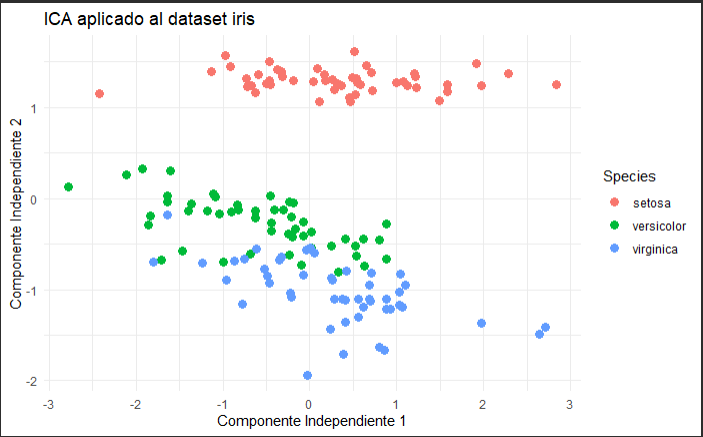 ICA aplicado al dataset iris
Componente Independiente 2
1
0
-1
-2
-3
-2
-1
0
1
2
3
Componente Independiente 1
Species
setosa
versicolor
virginica